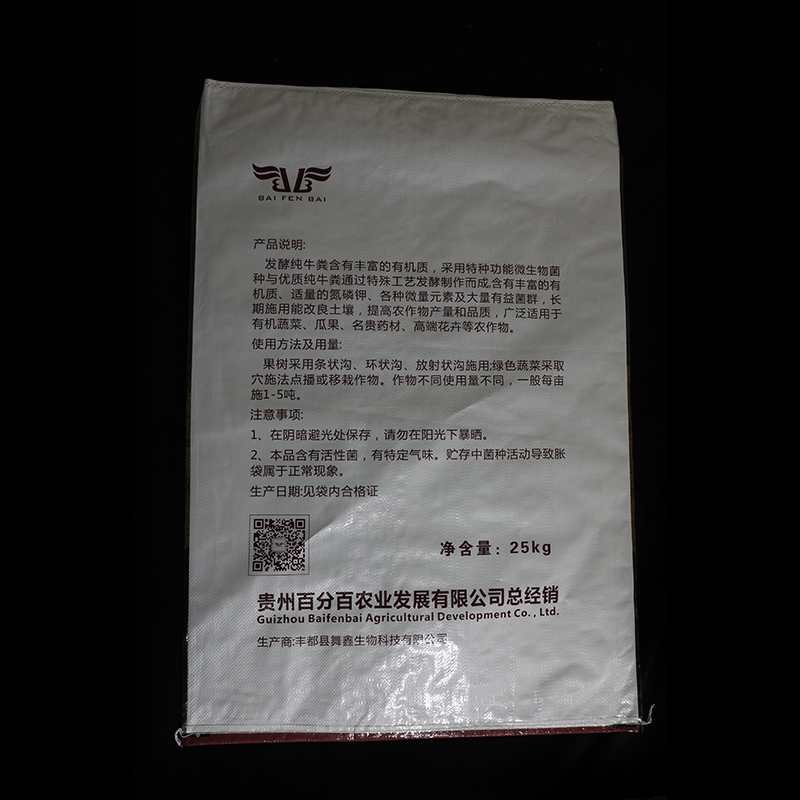 BAI FEN BAI
产品说明:
发酵纯牛粪含有丰富的有机质，采用特种功能微生物菌
种与优质纯牛粪通过特殊工艺发酵制作而成,含有丰富的有
机质、适量的氮磷钾、各种微量元素及大量有益菌群，长
期施用能改良土壤，提高农作物产量和品质，广泛适用于
有机蔬菜、瓜果、名贵药材、高端花卉等农作物。
使用方法及用量:
果树采用条状沟、环状沟、放射状沟施用;绿色蔬菜采取
穴施法点播或移栽作物。作物不同使用量不同，一般每亩
施1-5吨。
注意事项:
1、在阴暗避光处保存，请勿在阳光下暴晒。
2、本品含有活性菌，有特定气味。贮存中菌种活动导致胀
袋属于正常现象。
生产日期:见袋内合格证
净含量：25kg
贵州百分百农业发展有限公司总经销
Guizhou Baifenbai Agricultural Development Co., Ltd.
生产商:丰都县舞鑫生物科技有限公司